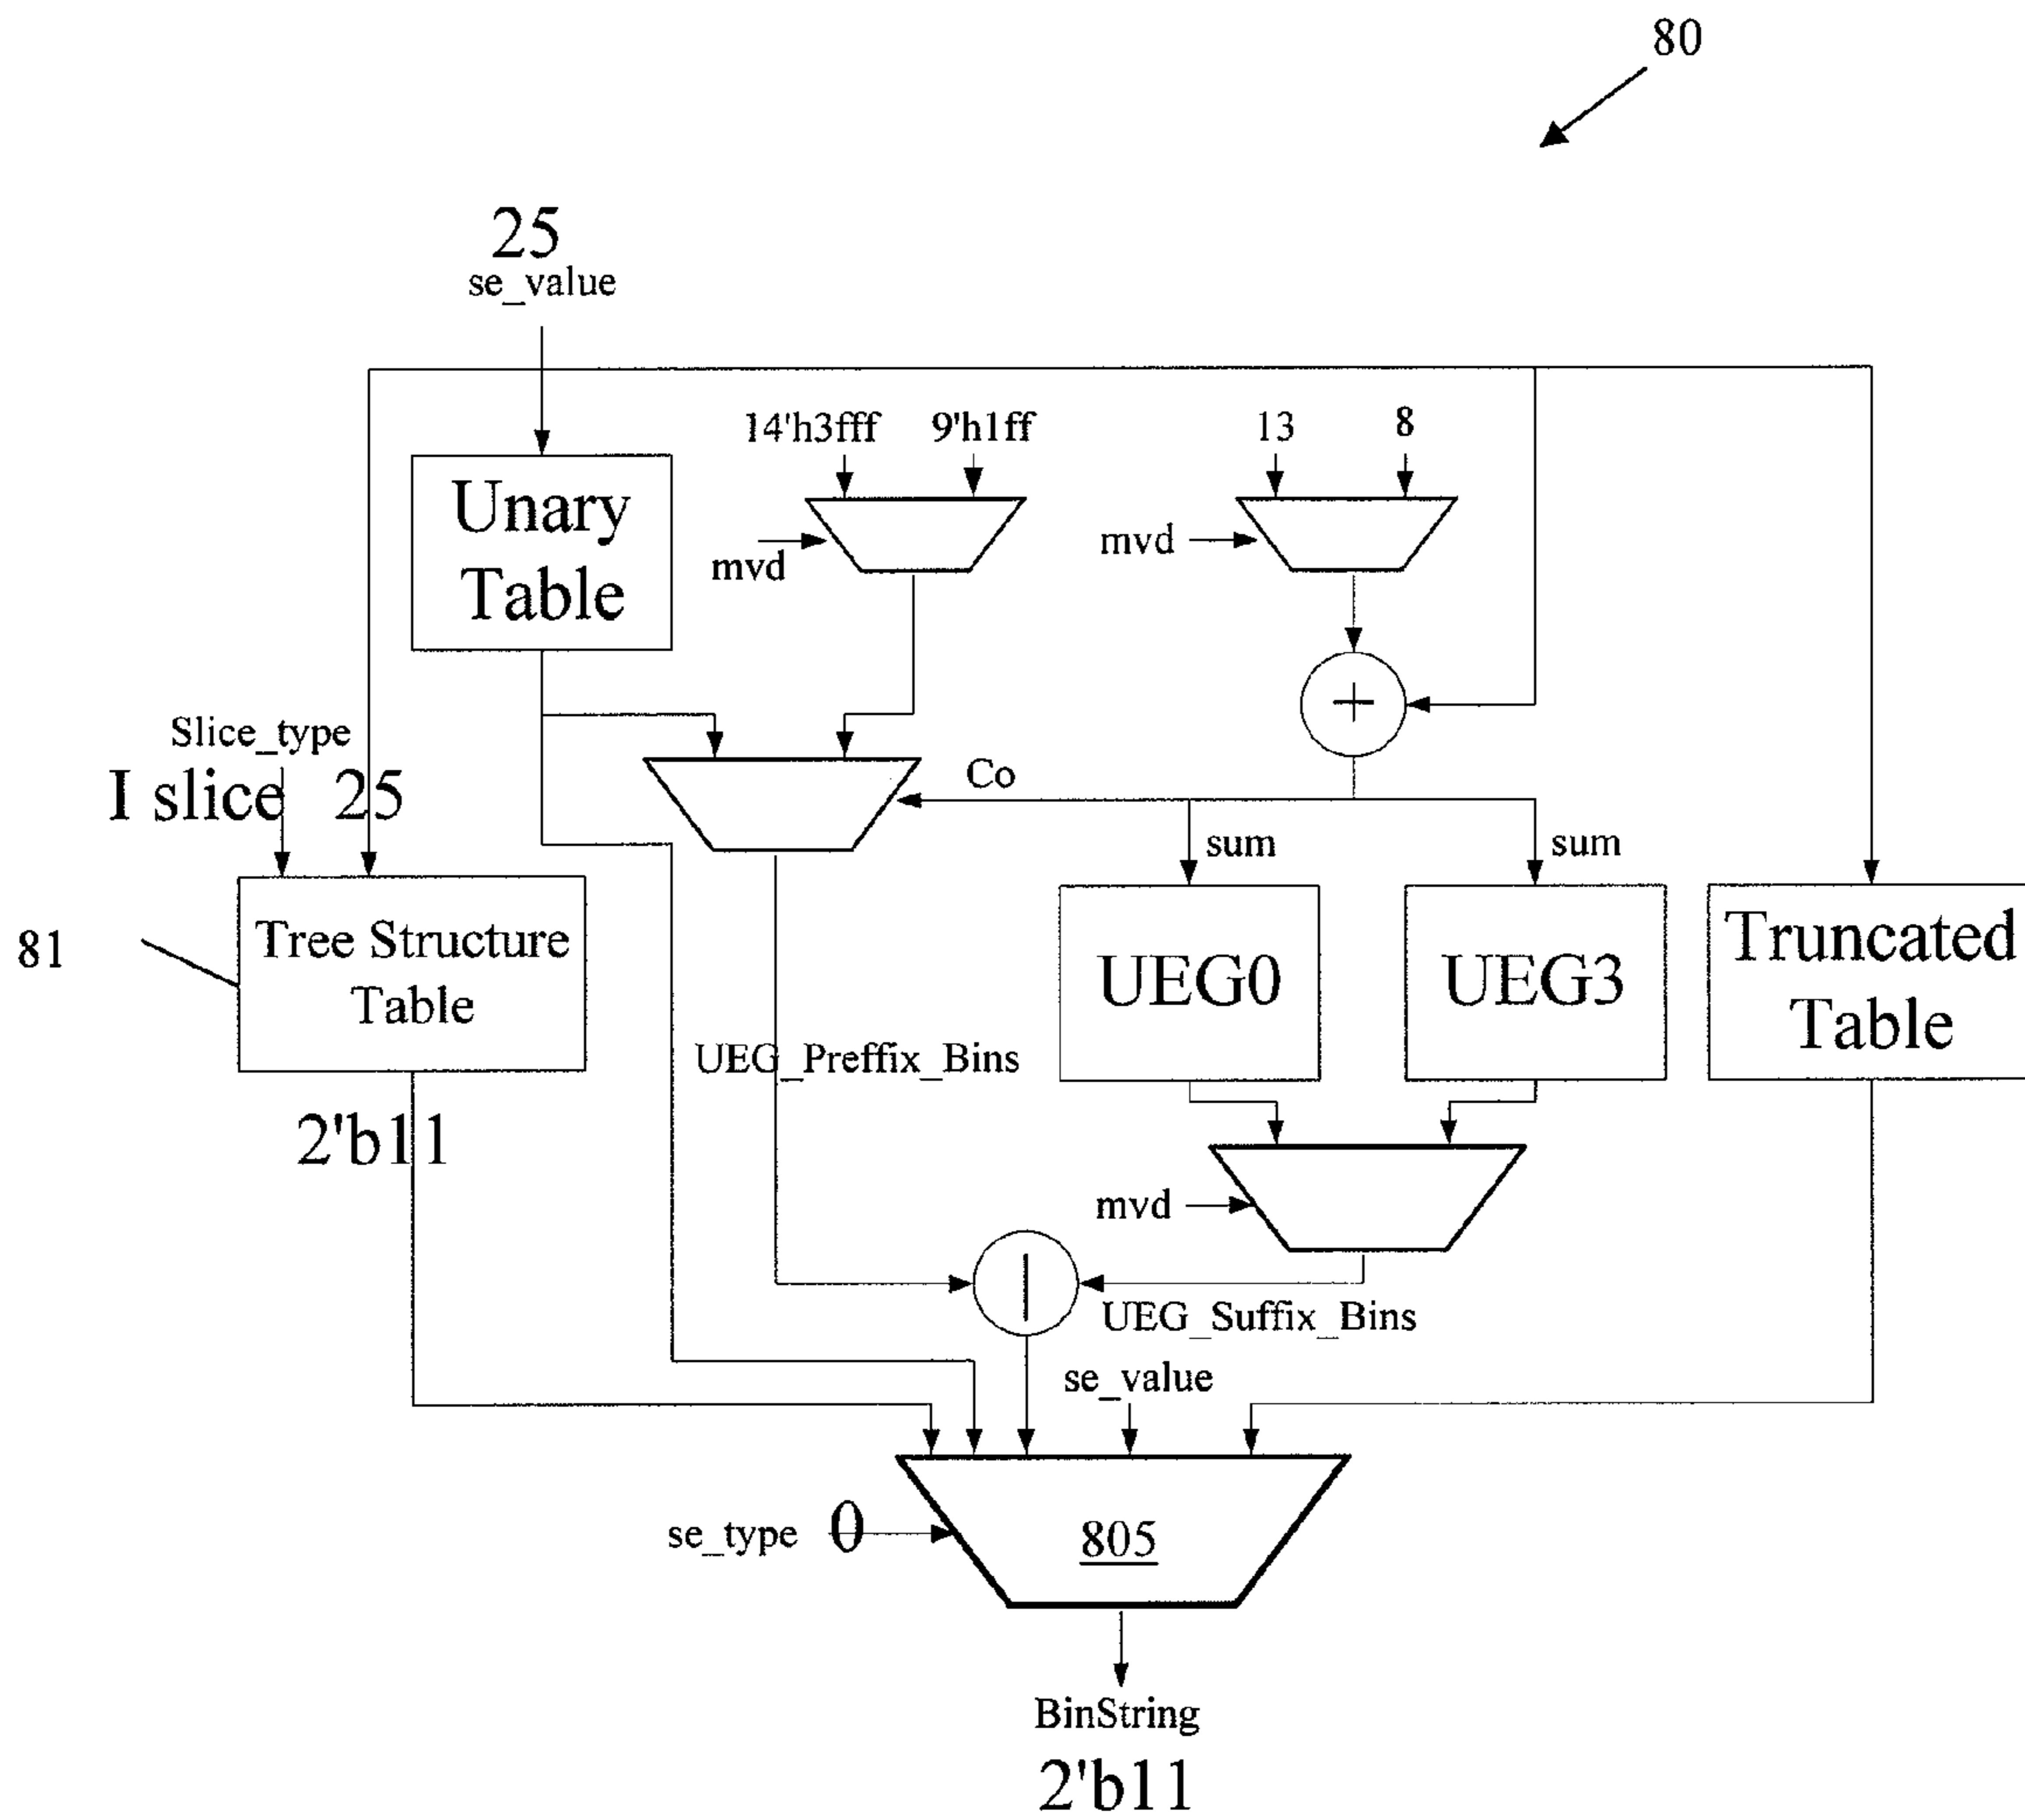 80
25
se_value
14'h3fff
9'h1ff
13
8
Unary
Table
mvd
mvd
Slice_type
I slice
25
Co
sum
sum
81
Tree Structure
Table
UEG0
UEG3
Truncated
Table
UEG_Preffix_Bins
2'b11
mvd
UEG_Suffix_Bins
se_value
se_type
0
805
BinString
2'b11